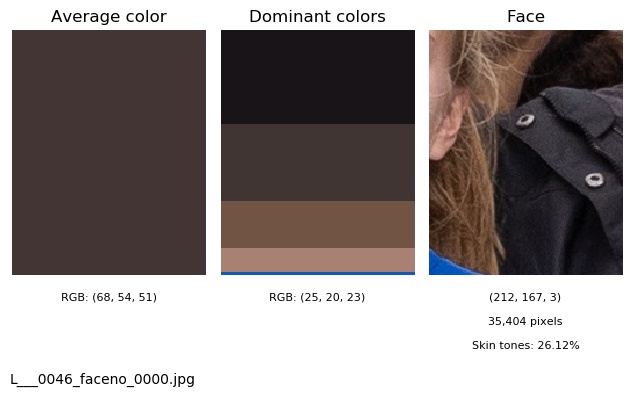 Average color
Dominant colors
Face
RGB: (68, 54, 51)
RGB: (25, 20, 23)
(212, 167, 3)
35,404 pixels
Skin tones: 26.12%
L___0046_faceno_0000.jpg